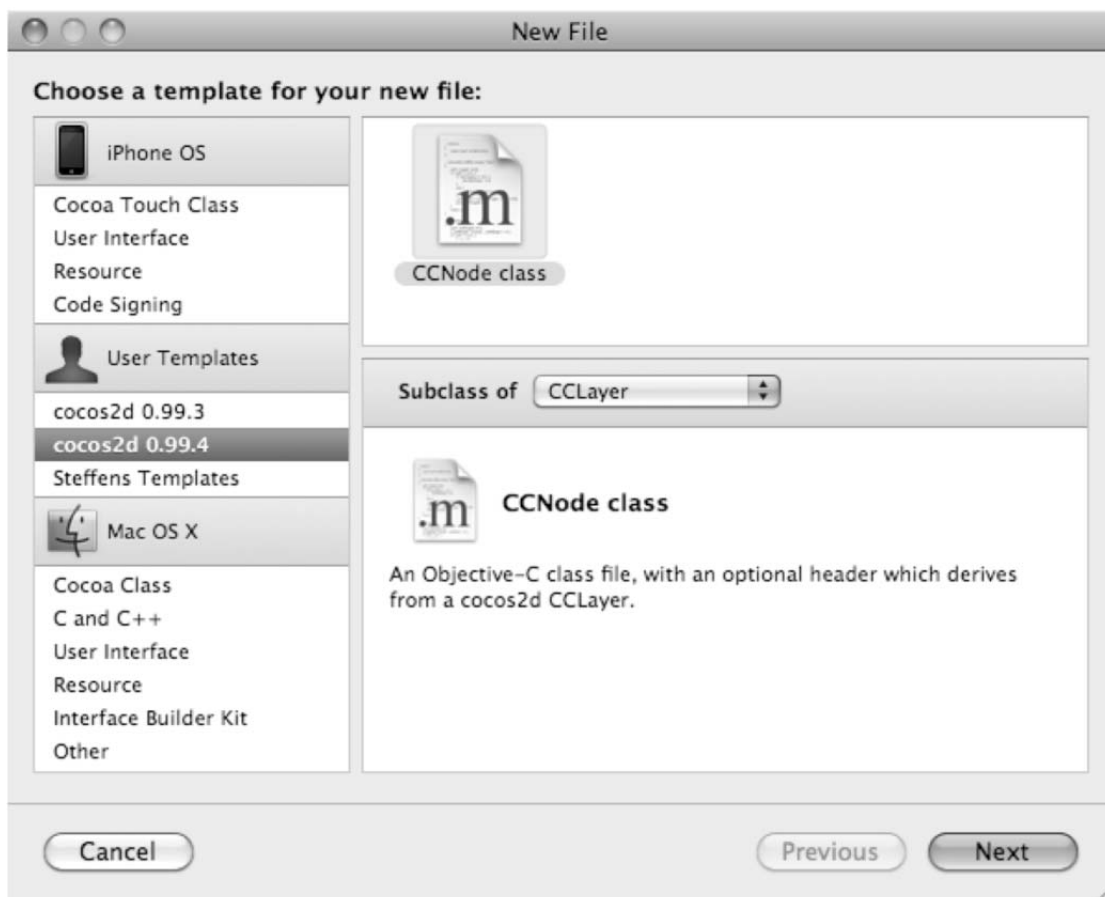 New File
Choose a template for your new file:
iPhone OS
Cocoa Touch Class
User Interface
Resource
Code Signing
User Templates
cocos2d 0.99.3
cocos2d 0.99.4
Steffens Templates
Mac OS X
Cocoa Class
C and C++
User Interface
Resource
Interface Builder Kit
Other
.m
CCNode class
Subclass of CCLayer
.m
CCNode class
An Objective-C class file, with an optional header which derives
from a cocos2d CCLayer.
Cancel
Previous
Next